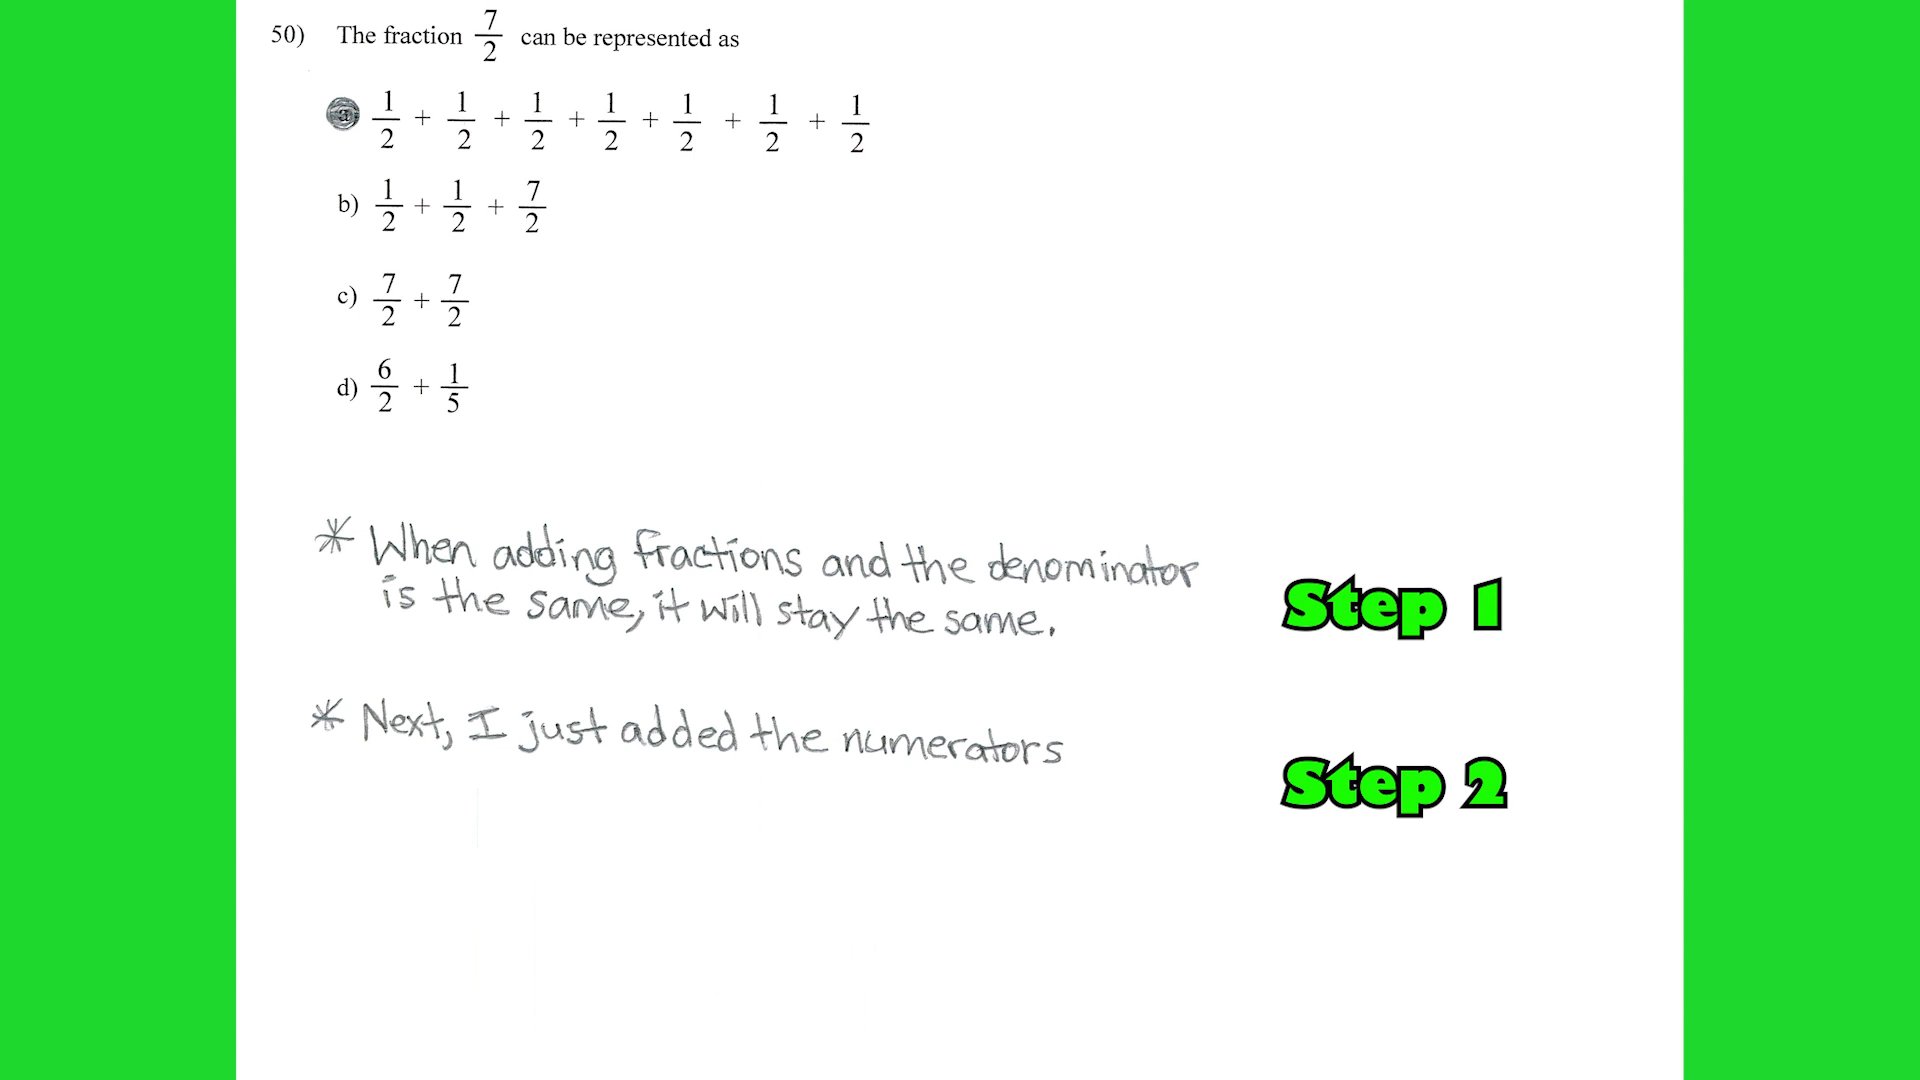 50) The fraction 7/2 can be represented as
a) 1/2 + 1/2 + 1/2 + 1/2 + 1/2 + 1/2 + 1/2
b) 1/2 + 1/2 + 7/2
c) 7/2 + 7/2
d) 6/2 + 1/5
* When adding fractions and the denominator
is the same, it will stay the same.
Step 1
* Next, I just added the numerators
Step 2